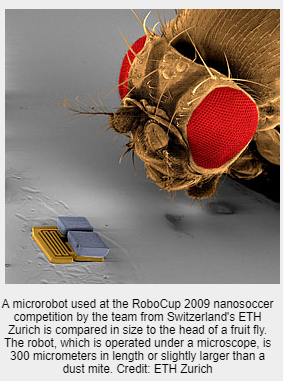 A microrobot used at the RoboCup 2009 nanosoccer
competition by the team from Switzerland's ETH
Zurich is compared in size to the head of a fruit fly.
The robot, which is operated under a microscope, is
300 micrometers in length or slightly larger than a
dust mite. Credit: ETH Zurich